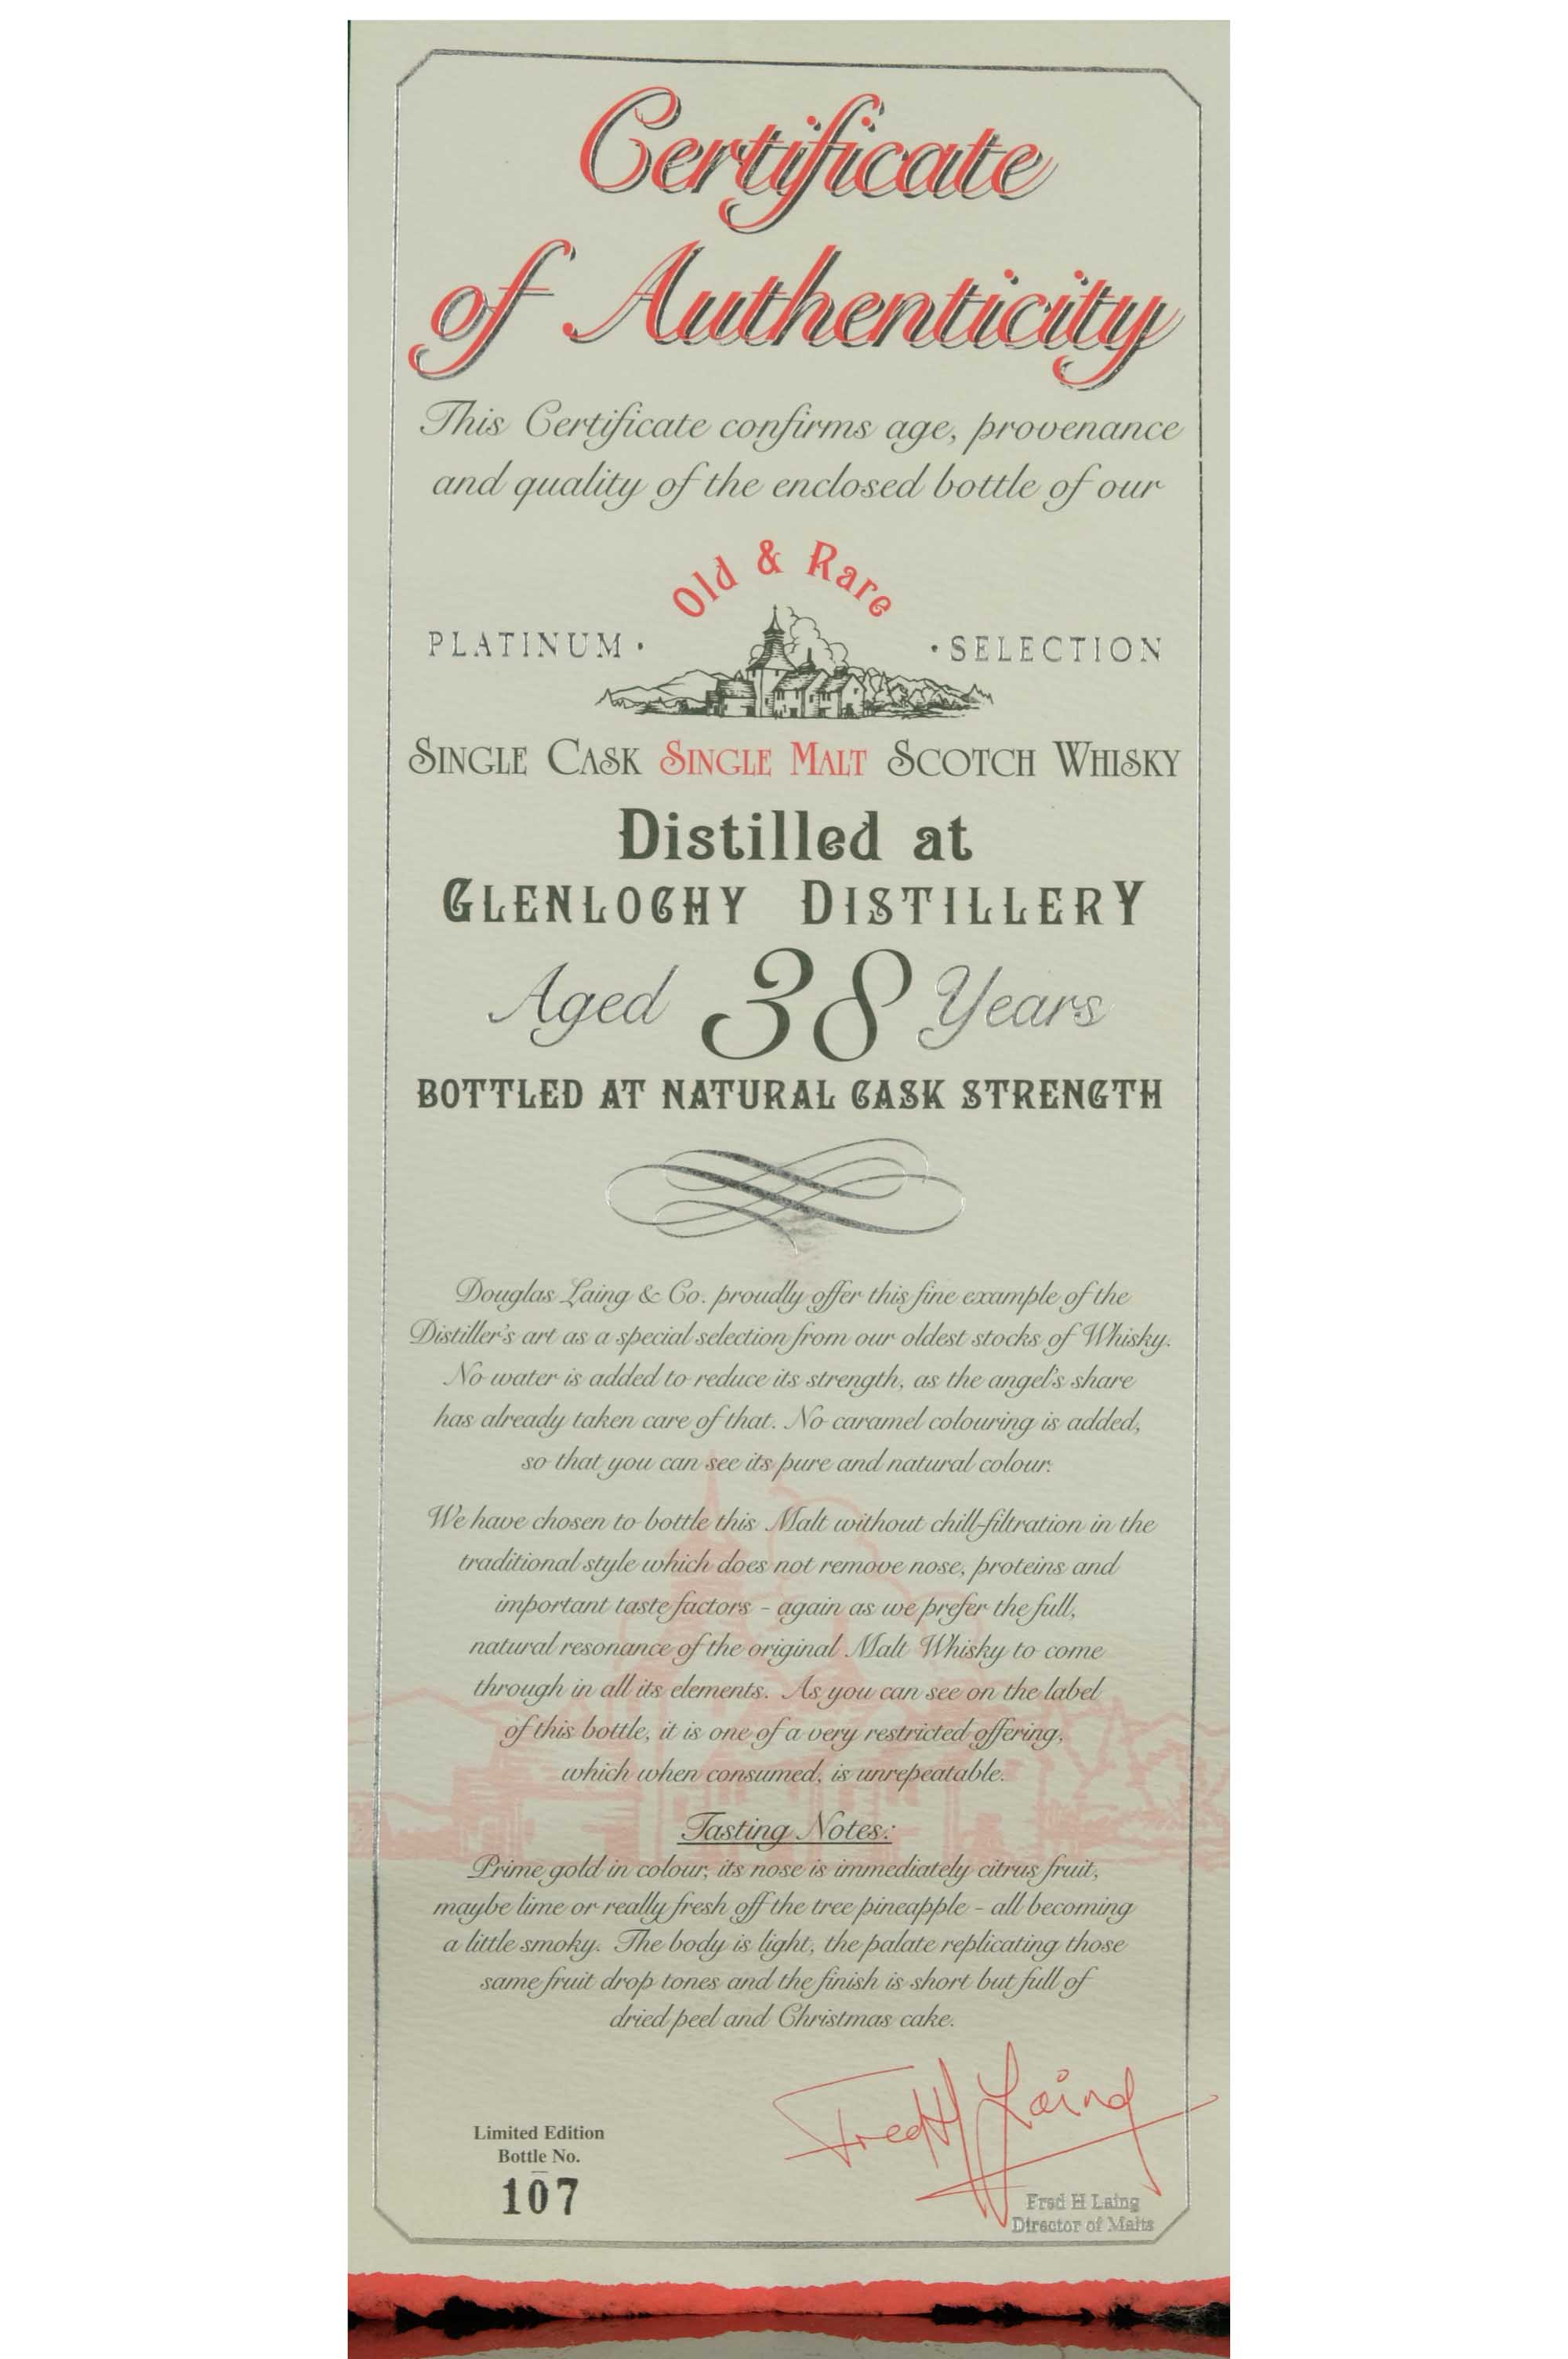 Certificate
of Authenticity
This Certificate confirms age, provenance
and quality of the enclosed bottle of our
Old & Rare
PLATINUM · · SELECTION
SINGLE CASK SINGLE MALT SCOTCH WHISKY
Distilled at
GLENLOCHY DISTILLERY
Aged 38 Years
BOTTLED AT NATURAL CASK STRENGTH
Douglas Laing & Co. proudly offer this fine example of the
Distiller's art as a special selection from our oldest stocks of Whisky.
No water is added to reduce its strength, as the angel's share
has already taken care of that. No caramel colouring is added,
so that you can see its pure and natural colour.
We have chosen to bottle this Malt without chill-filtration in the
traditional style which does not remove nose, proteins and
important taste factors - again as we prefer the full,
natural resonance of the original Malt Whisky to come
through in all its elements. As you can see on the label
of this bottle, it is one of a very restricted offering,
which when consumed, is unrepeatable.
Tasting Notes:
Prime gold in colour, its nose is immediately citrus fruit,
maybe lime or really fresh off the tree pineapple - all becoming
a little smoky. The body is light, the palate replicating those
same fruit drop tones and the finish is short but full of
dried peel and Christmas cake.
Fred H Laing
Limited Edition
Bottle No.
107
Fred H Laing
Director of Malts